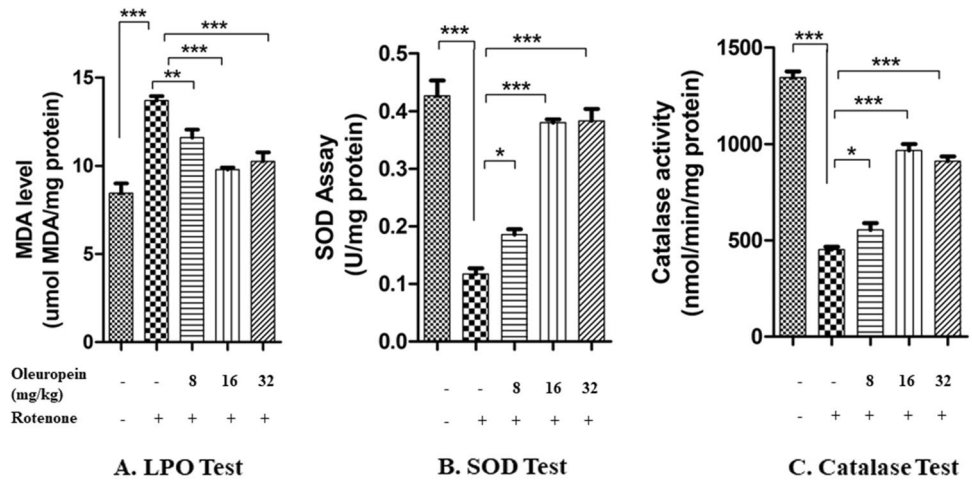 ***
***
***
**
15
10
5
0
MDA level
(umol MDA/mg protein)
***
***
***
*
0.5
0.4
0.3
0.2
0.1
0.0
SOD Assay
(U/mg protein)
***
***
***
*
1500
1000
500
0
Catalase activity
(nmol/min/mg protein)
Oleuropein
(mg/kg)
- - 8 16 32
- - 8 16 32
- - 8 16 32
Rotenone
- + + + +
- + + + +
- + + + +
A. LPO Test
B. SOD Test
C. Catalase Test